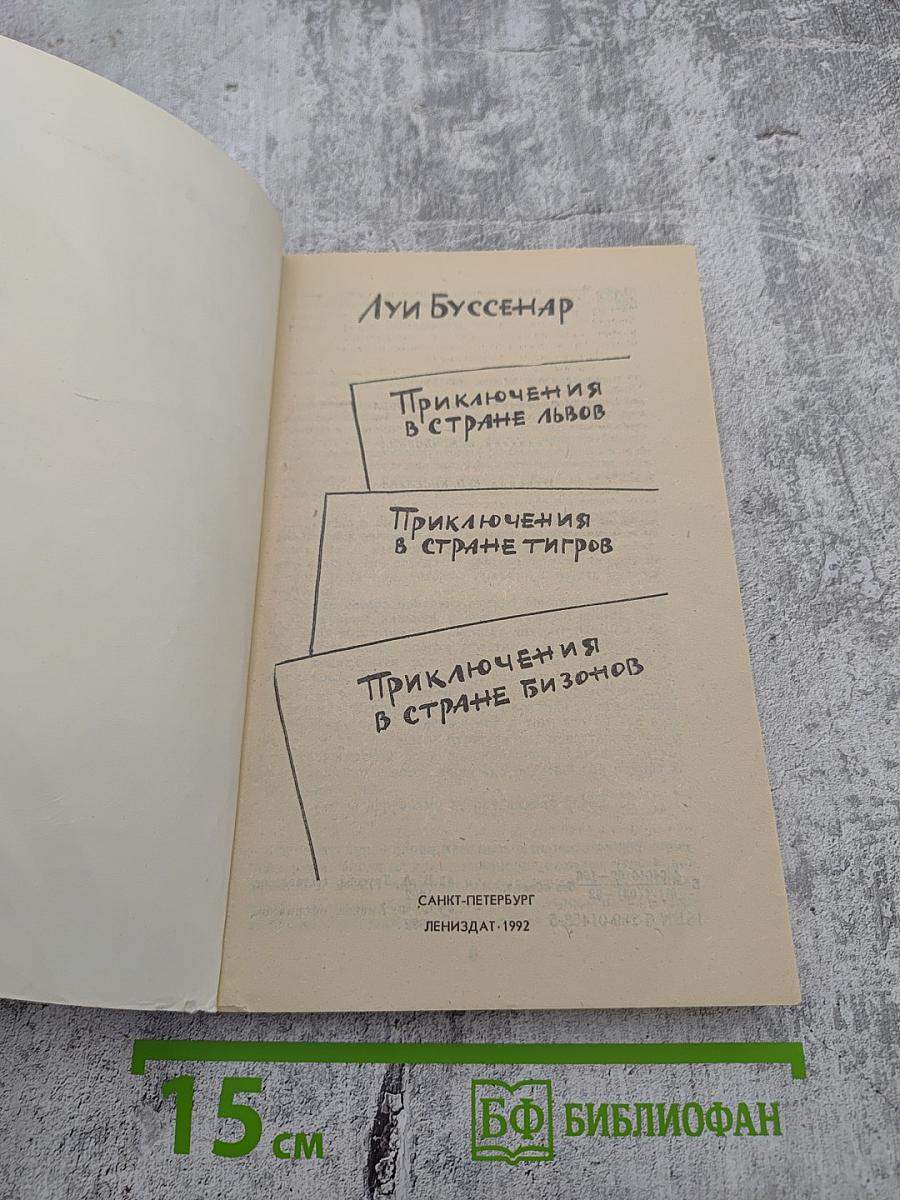 Луи Буссенар
Приключения
в стране львов
Приключения
в стране тигров
Приключения
в стране бизонов
САНКТ-ПЕТЕРБУРГ
ЛЕНИЗДАТ·1992
15 см
БФ БИБЛИОФАН